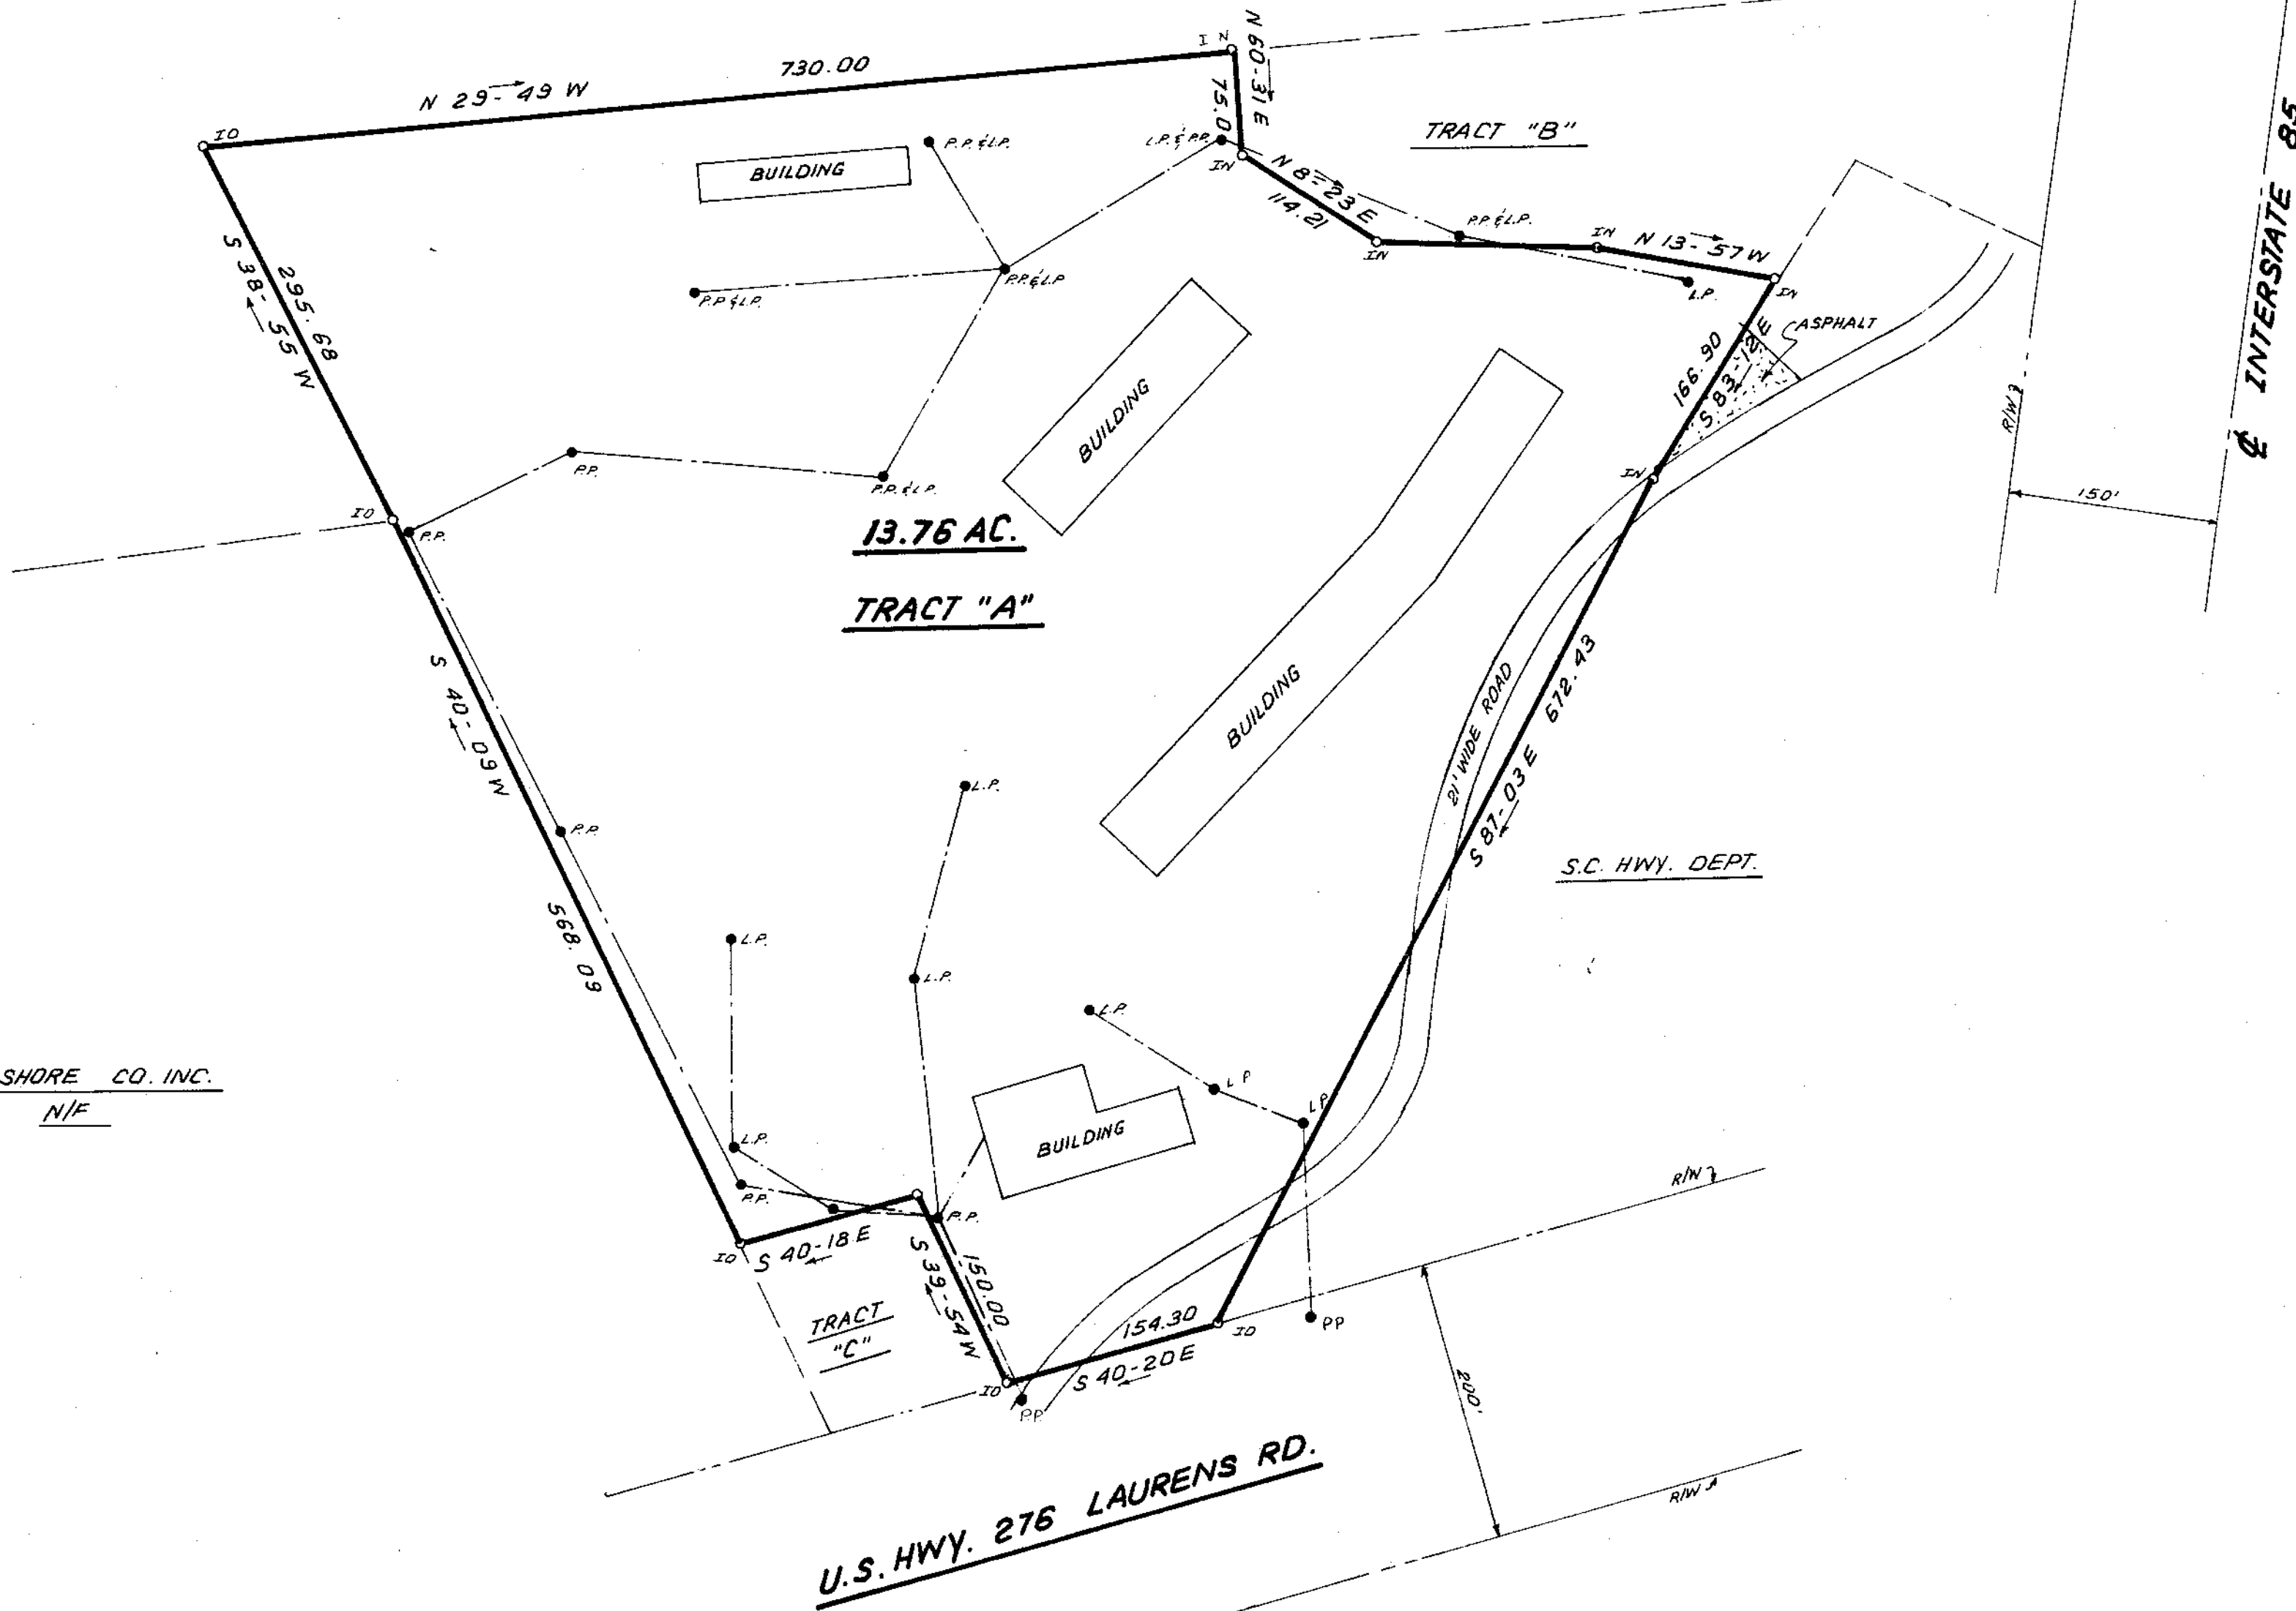 N 29-49 W
730.00
I N
N 60-31 E
75.0
IO
BUILDING
P.P. & L.P.
L.P. & P.P.
IN
TRACT "B"
N 8-23 E
114.21
P.P. & L.P.
IN
IN
N 13-57 W
IN
L.P.
P.P. & L.P.
P.P. & L.P.
295.68
S 38-55 W
ASPHALT
166.90
S 83-12 E
₵ INTERSTATE 85
R/W
150'
BUILDING
P.P.
P.P. & L.P.
IN
IO
P.P.
13.76 AC.
TRACT "A"
BUILDING
21' WIDE ROAD
S 87-03 E 672.43
S 40-09 W
568.09
P.P.
L.P.
L.P.
L.P.
L.P.
S.C. HWY. DEPT.
SHORE CO. INC.
N/F
L P
L P
BUILDING
L.P.
P.P.
P.P.
IO
S 40-18 E
S 39-54 W
150.00
TRACT
"C"
154.30
S 40-20 E
IO
IO
P.P.
PP
R/W
200'
R/W
U.S. HWY. 276 LAURENS RD.